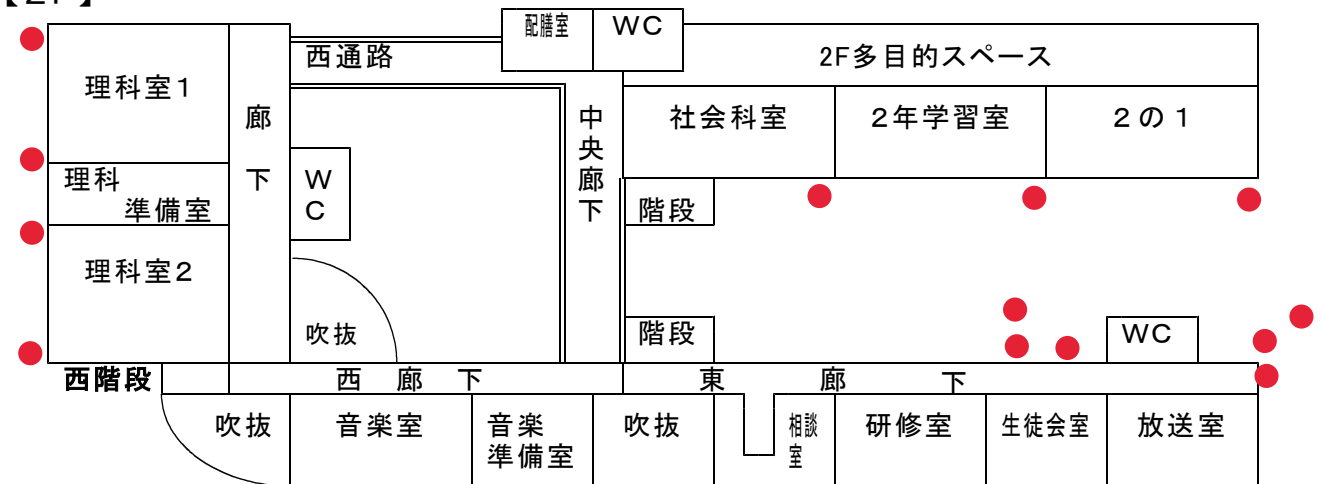 【2F】
配膳室
WC
西通路
2F多目的スペース
理科室1
廊下
中央廊下
社会科室
2年学習室
2の1
理科
準備室
WC
階段
理科室2
吹抜
階段
WC
西階段
西廊下
東廊下
吹抜
音楽室
音楽
準備室
吹抜
相談室
研修室
生徒会室
放送室